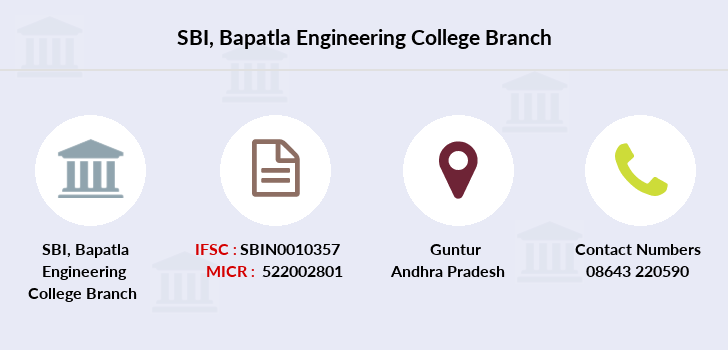 SBI, Bapatla Engineering College Branch
SBI, Bapatla
Engineering
College Branch
IFSC : SBIN0010357
MICR : 522002801
Guntur
Andhra Pradesh
Contact Numbers
08643 220590